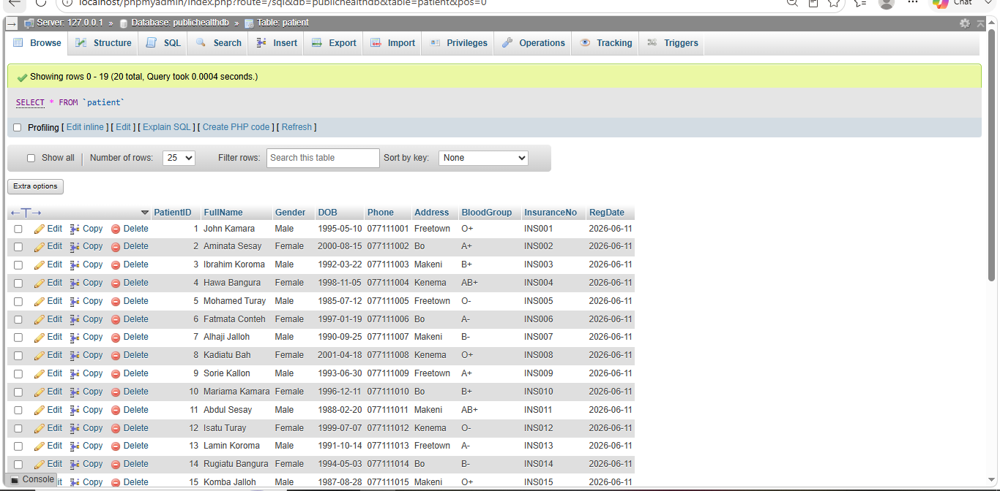 localhost/phpmyadmin/index.php?route=/sql&db=publichealthdb&table=patient&pos=0
Chat
Server: 127.0.0.1 » Database: publichealthdb » Table: patient
Browse Structure SQL Search Insert Export Import Privileges Operations Tracking Triggers
Showing rows 0 - 19 (20 total, Query took 0.0004 seconds.)
SELECT * FROM `patient`
Profiling [ Edit inline ] [ Edit ] [ Explain SQL ] [ Create PHP code ] [ Refresh ]
Show all | Number of rows: 25 Filter rows: Search this table Sort by key: None
Extra options
←T→ PatientID FullName Gender DOB Phone Address BloodGroup InsuranceNo RegDate
Edit Copy Delete 1 John Kamara Male 1995-05-10 077111001 Freetown O+ INS001 2026-06-11
Edit Copy Delete 2 Aminata Sesay Female 2000-08-15 077111002 Bo A+ INS002 2026-06-11
Edit Copy Delete 3 Ibrahim Koroma Male 1992-03-22 077111003 Makeni B+ INS003 2026-06-11
Edit Copy Delete 4 Hawa Bangura Female 1998-11-05 077111004 Kenema AB+ INS004 2026-06-11
Edit Copy Delete 5 Mohamed Turay Male 1985-07-12 077111005 Freetown O- INS005 2026-06-11
Edit Copy Delete 6 Fatmata Conteh Female 1997-01-19 077111006 Bo A- INS006 2026-06-11
Edit Copy Delete 7 Alhaji Jalloh Male 1990-09-25 077111007 Makeni B- INS007 2026-06-11
Edit Copy Delete 8 Kadiatu Bah Female 2001-04-18 077111008 Kenema O+ INS008 2026-06-11
Edit Copy Delete 9 Sorie Kallon Male 1993-06-30 077111009 Freetown A+ INS009 2026-06-11
Edit Copy Delete 10 Mariama Kamara Female 1996-12-11 077111010 Bo B+ INS010 2026-06-11
Edit Copy Delete 11 Abdul Sesay Male 1988-02-20 077111011 Makeni AB+ INS011 2026-06-11
Edit Copy Delete 12 Isatu Turay Female 1999-07-07 077111012 Kenema O- INS012 2026-06-11
Edit Copy Delete 13 Lamin Koroma Male 1991-10-14 077111013 Freetown A- INS013 2026-06-11
Edit Copy Delete 14 Rugiatu Bangura Female 1994-05-03 077111014 Bo B- INS014 2026-06-11
Console it Copy Delete 15 Komba Jalloh Male 1987-08-28 077111015 Makeni O+ INS015 2026-06-11